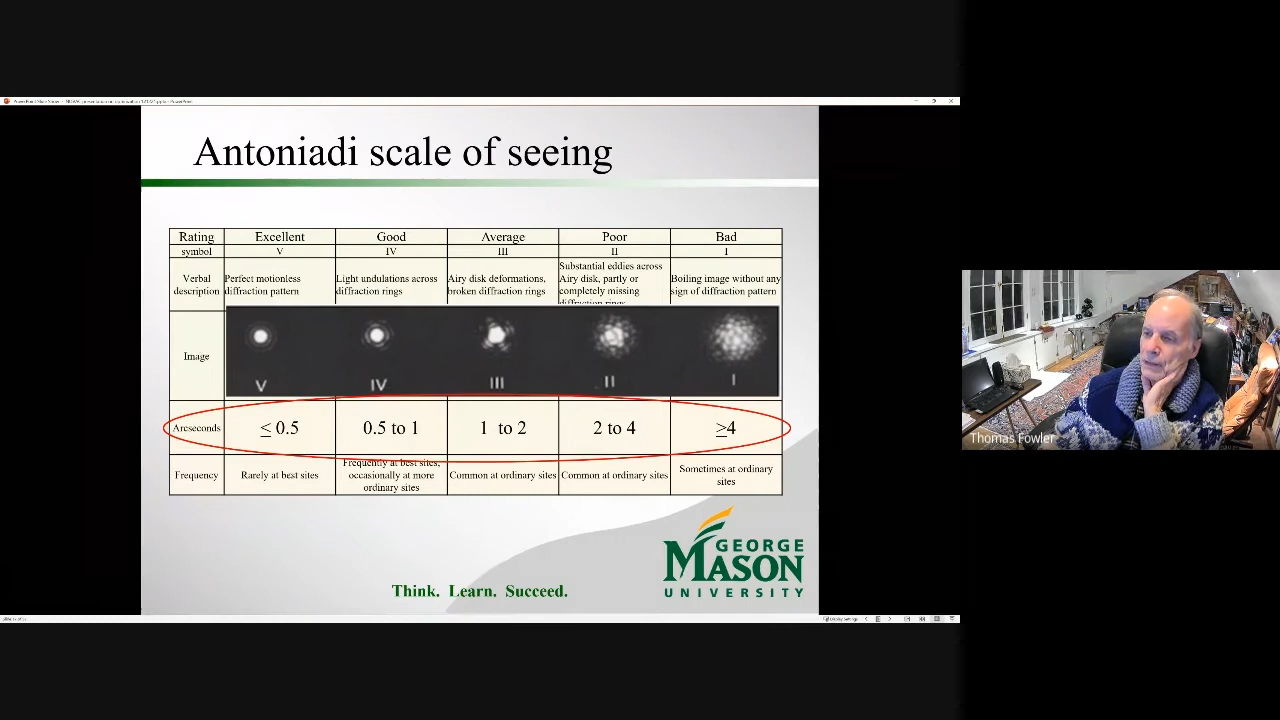 Antoniadi scale of seeing
Rating Excellent Good Average Poor Bad
symbol V IV III II I
Verbal description
Perfect motionless diffraction pattern
Light undulations across diffraction rings
Airy disk deformations, broken diffraction rings
Substantial eddies across Airy disk, partly or completely missing diffraction rings
Boiling image without any sign of diffraction pattern
Image
V IV III II I
Arcseconds ≤ 0.5 0.5 to 1 1 to 2 2 to 4 ≥4
Frequency
Rarely at best sites
Frequently at best sites, occasionally at more ordinary sites
Common at ordinary sites
Common at ordinary sites
Sometimes at ordinary sites
GEORGE
MASON
UNIVERSITY
Think. Learn. Succeed.
Display Settings
Thomas Fowler